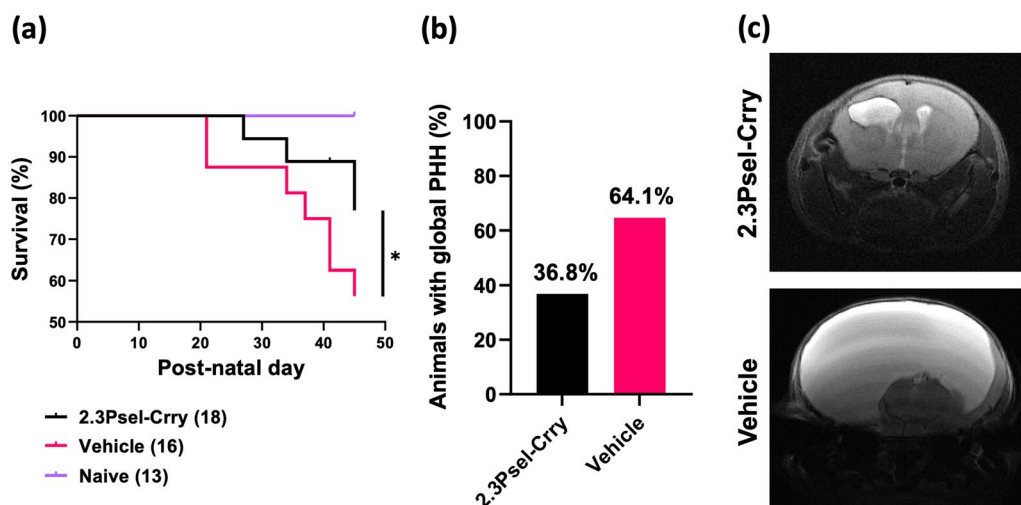 (a)
Survival (%)
100
90
80
70
60
50
0
10
20
30
40
50
Post-natal day
*
2.3Psel-Crry (18)
Vehicle (16)
Naive (13)
(b)
Animals with global PHH (%)
100
80
60
40
20
0
36.8%
64.1%
2.3Psel-Crry
Vehicle
(c)
2.3Psel-Crry
Vehicle